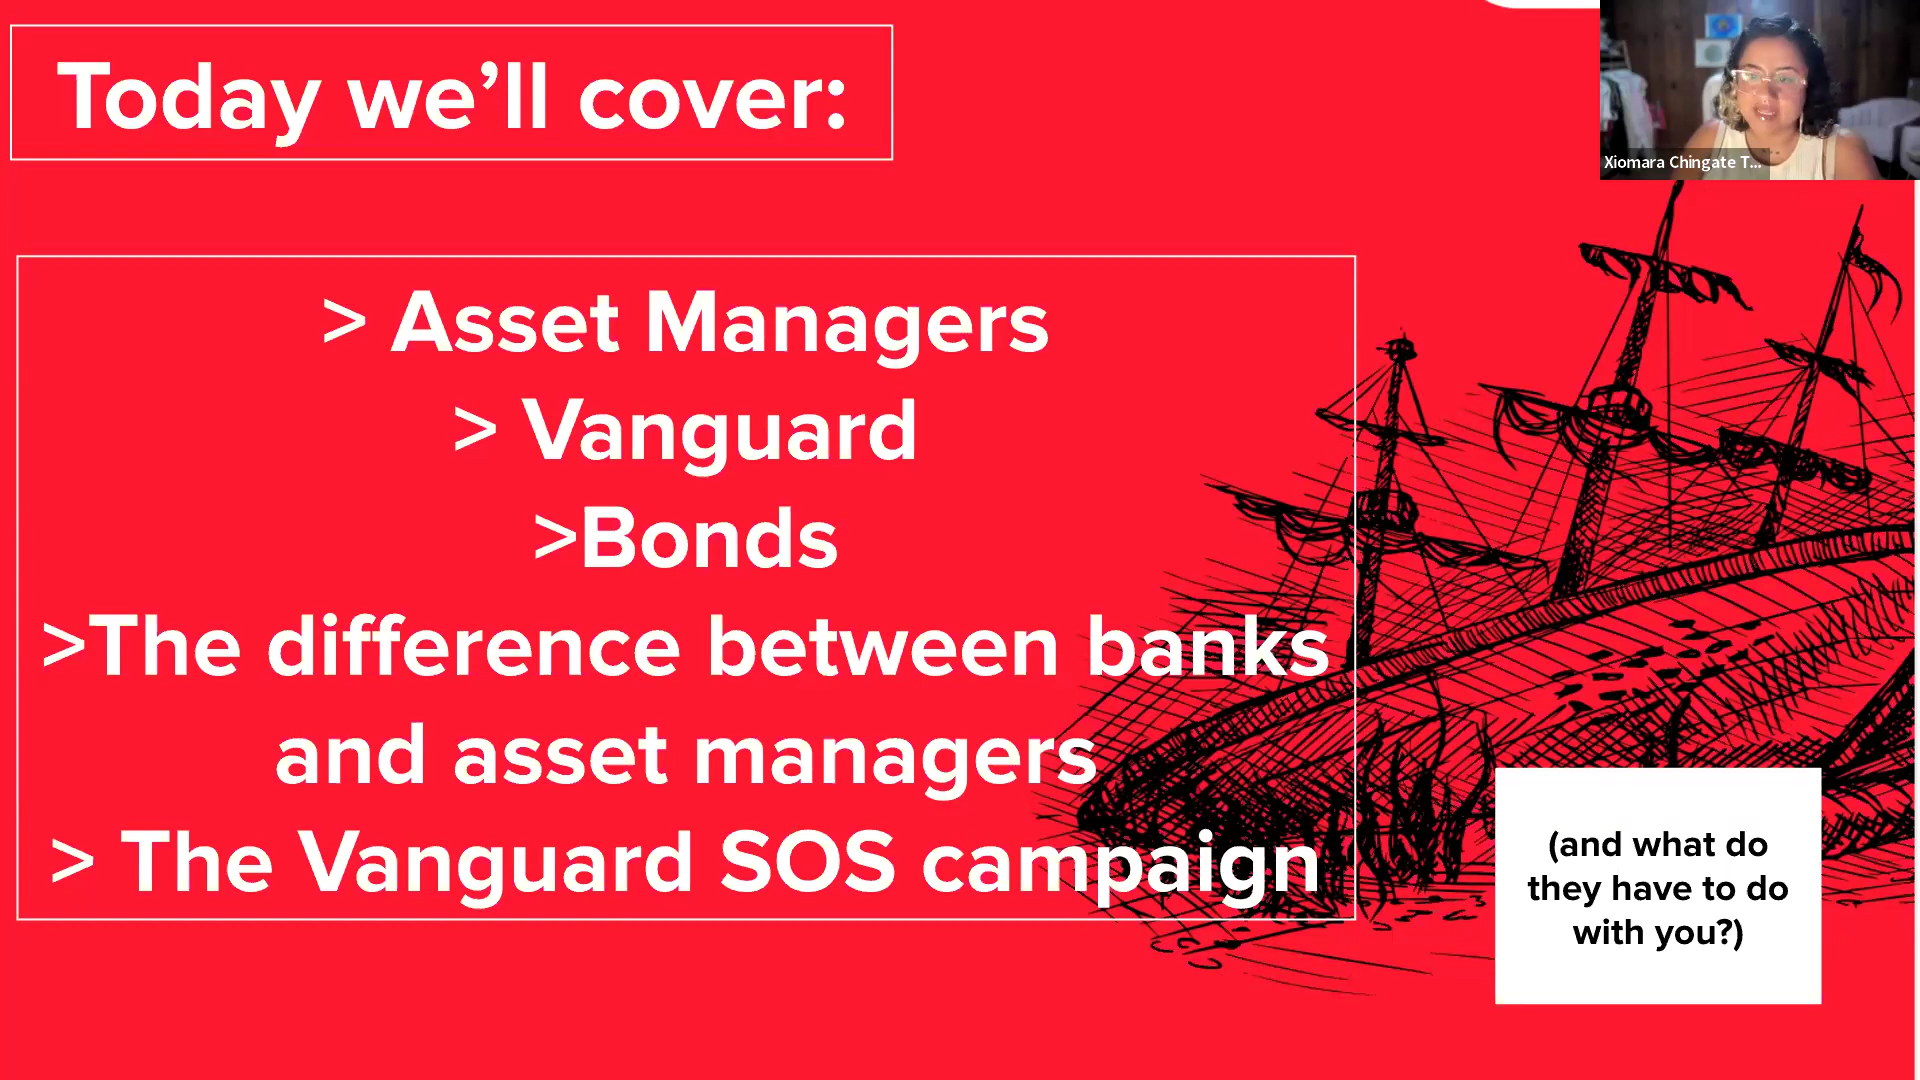 Today we’ll cover:
Xiomara Chingate T...
> Asset Managers
> Vanguard
>Bonds
>The difference between banks
and asset managers
> The Vanguard SOS campaign
(and what do
they have to do
with you?)